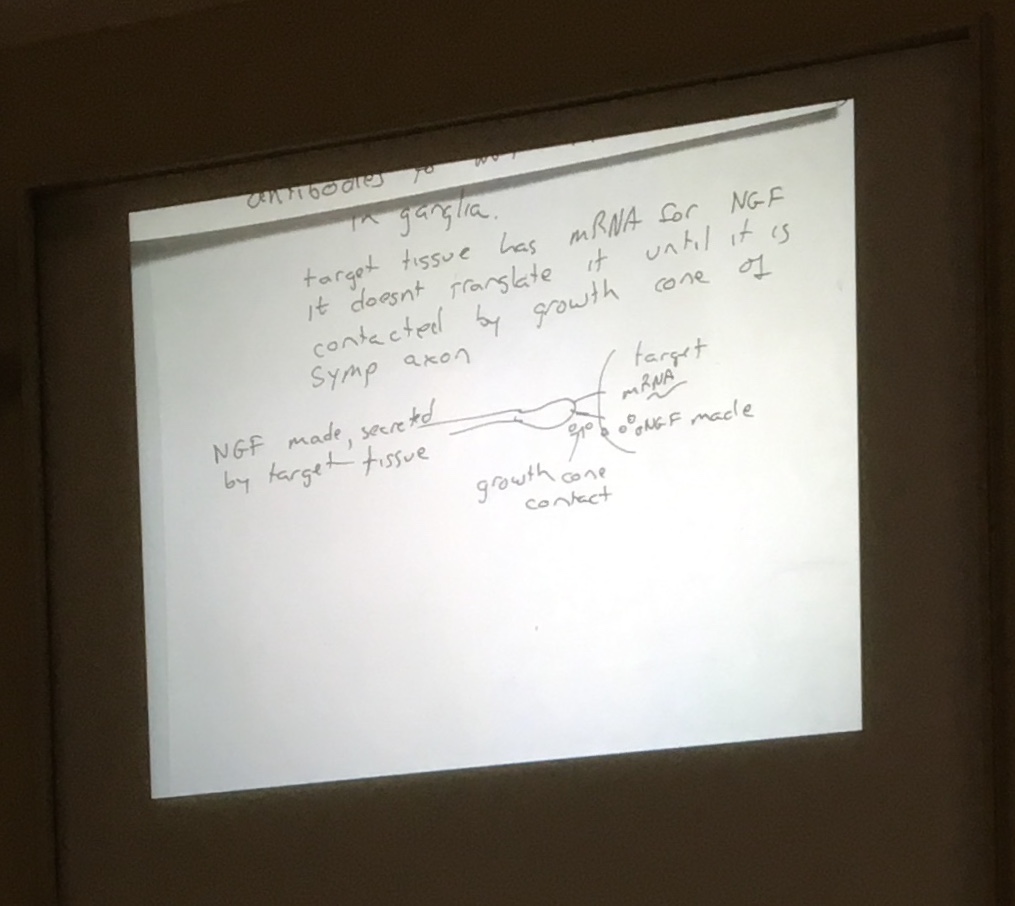 antibodies to
in ganglia.
target tissue has mRNA for NGF
it doesnt translate it until it is
contacted by growth cone of
symp axon
target
mRNA
NGF made
NGF made, secreted
by target tissue
growth cone
contact